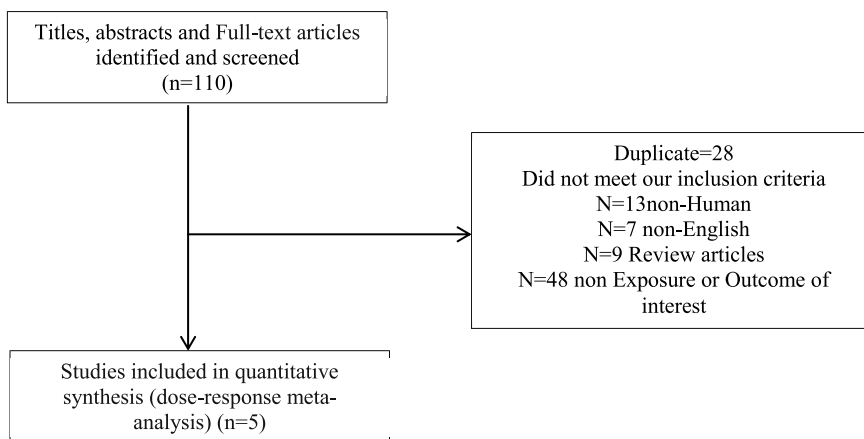 Titles, abstracts and Full-text articles
identified and screened
(n=110)
Duplicate=28
Did not meet our inclusion criteria
N=13non-Human
N=7 non-English
N=9 Review articles
N=48 non Exposure or Outcome of
interest
Studies included in quantitative
synthesis (dose-response meta-
analysis) (n=5)